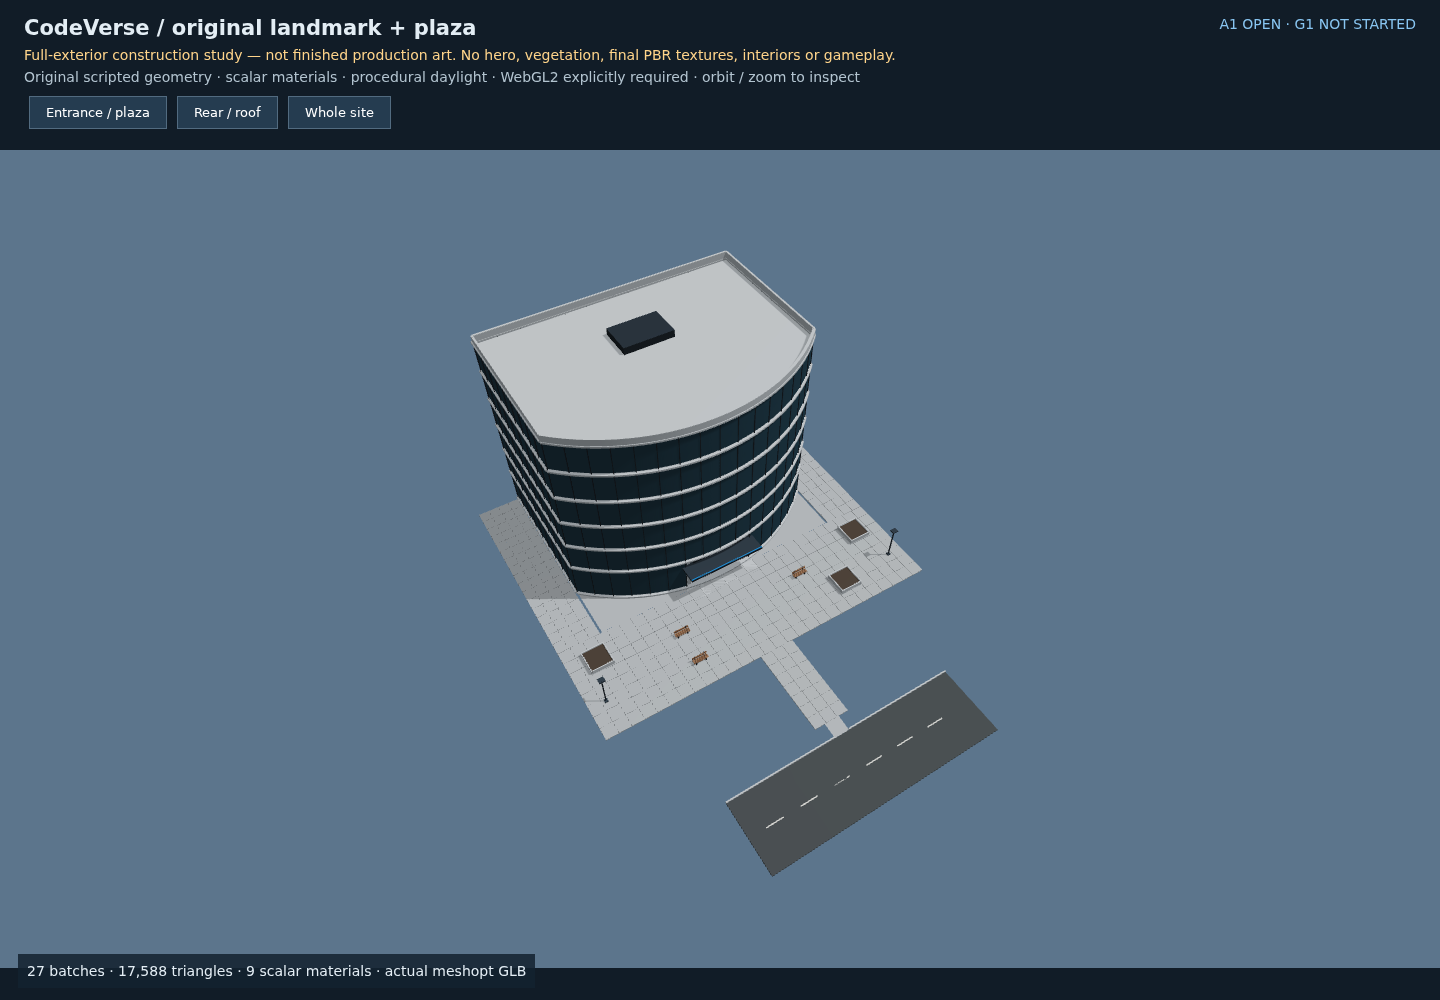 CodeVerse / original landmark + plaza
A1 OPEN · G1 NOT STARTED
Full-exterior construction study — not finished production art. No hero, vegetation, final PBR textures, interiors or gameplay.
Original scripted geometry · scalar materials · procedural daylight · WebGL2 explicitly required · orbit / zoom to inspect
Entrance / plaza
Rear / roof
Whole site
27 batches · 17,588 triangles · 9 scalar materials · actual meshopt GLB